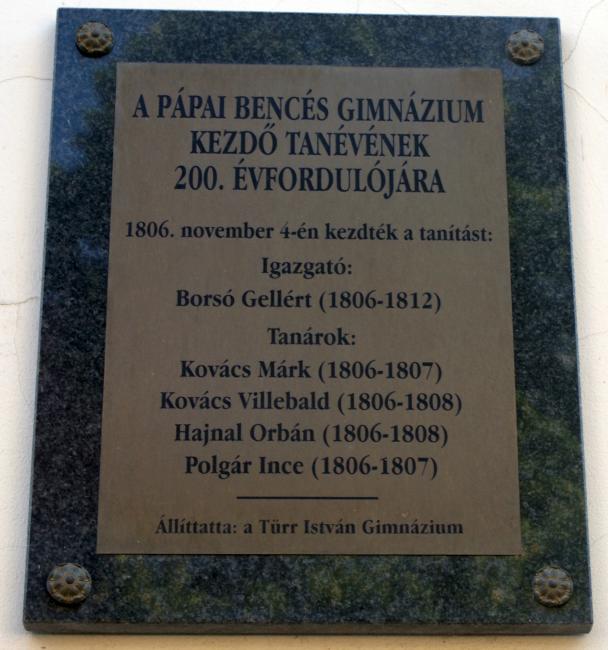 A PÁPAI BENCÉS GIMNÁZIUM
KEZDŐ TANÉVÉNEK
200. ÉVFORDULÓJÁRA
1806. november 4-én kezdték a tanítást:
Igazgató:
Borsó Gellért (1806-1812)
Tanárok:
Kovács Márk (1806-1807)
Kovács Villebald (1806-1808)
Hajnal Orbán (1806-1808)
Polgár Ince (1806-1807)
Állíttatta: a Türr István Gimnázium